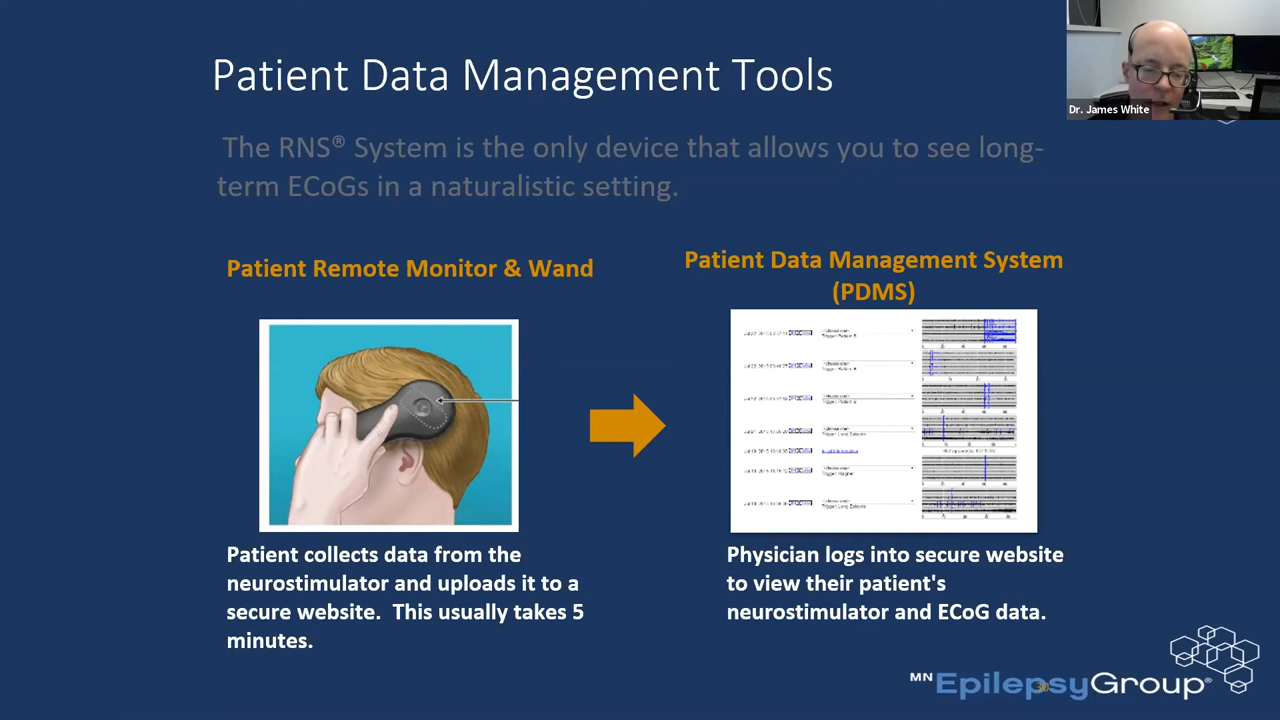 Patient Data Management Tools
Dr. James White
The RNS® System is the only device that allows you to see long-
term ECoGs in a naturalistic setting.
Patient Remote Monitor & Wand
Patient Data Management System
(PDMS)
Patient collects data from the
neurostimulator and uploads it to a
secure website.  This usually takes 5
minutes.
Physician logs into secure website
to view their patient's
neurostimulator and ECoG data.
MN EpilepsyGroup®
30